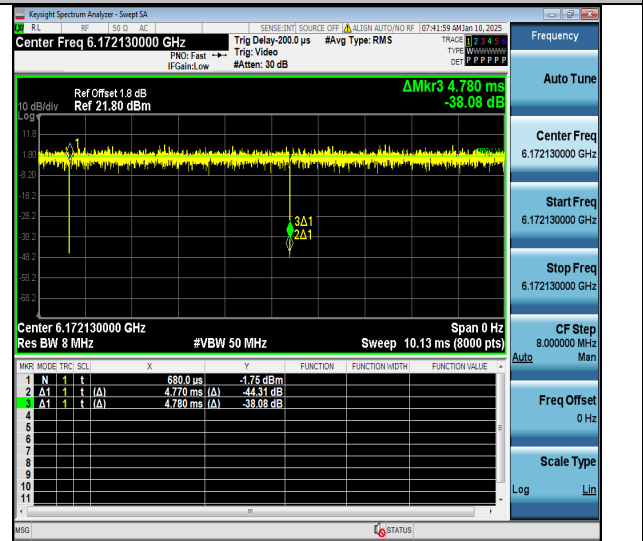 Keysight Spectrum Analyzer - Swept SA
RL RF 50 Ω AC SENSE:INT SOURCE OFF ALIGN AUTO/NO RF 07:41:59 AM Jan 10, 2025
Center Freq 6.172130000 GHz
PNO: Fast
IFGain:Low
Trig Delay-200.0 µs
Trig: Video
#Atten: 30 dB
#Avg Type: RMS
TRACE 1 2 3 4 5 6
TYPE WWWWWW
DET P P P P P P
Frequency
Auto Tune
Center Freq
6.172130000 GHz
Start Freq
6.172130000 GHz
Stop Freq
6.172130000 GHz
CF Step
8.000000 MHz
Auto Man
Freq Offset
0 Hz
Scale Type
Log Lin
ΔMkr3 4.780 ms
-38.08 dB
Ref Offset 1.8 dB
10 dB/div Ref 21.80 dBm
Log
11.8
1.80
-8.20
-18.2
-28.2
-38.2
-48.2
-58.2
-68.2
1
3Δ1
2Δ1
Center 6.172130000 GHz Span 0 Hz
Res BW 8 MHz #VBW 50 MHz Sweep 10.13 ms (8000 pts)
MKR MODE TRC SCL X Y FUNCTION FUNCTION WIDTH FUNCTION VALUE
1 N 1 t 680.0 µs -1.75 dBm
2 Δ1 1 t (Δ) 4.770 ms (Δ) -44.31 dB
3 Δ1 1 t (Δ) 4.780 ms (Δ) -38.08 dB
4
5
6
7
8
9
10
11
MSG STATUS